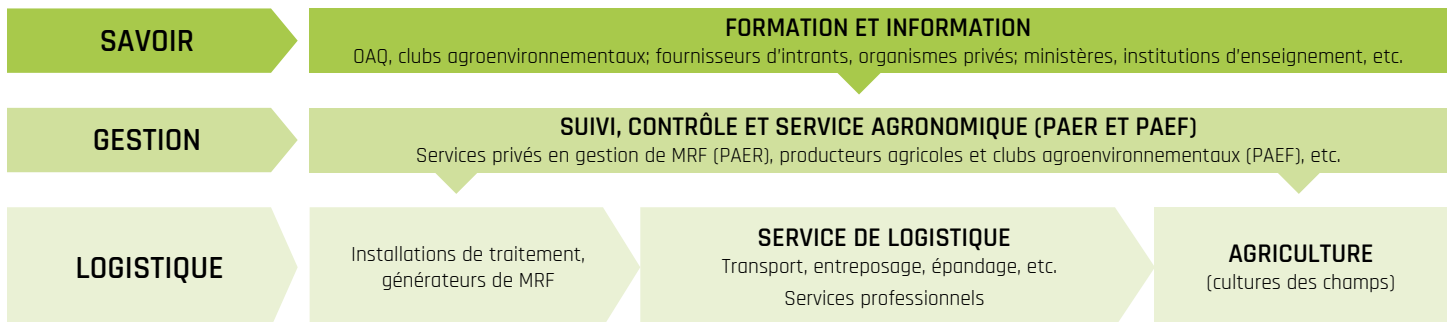 SAVOIR
FORMATION ET INFORMATION
OAQ, clubs agroenvironnementaux; fournisseurs d'intrants, organismes privés; ministères, institutions d'enseignement, etc.
GESTION
SUIVI, CONTRÔLE ET SERVICE AGRONOMIQUE (PAER ET PAEF)
Services privés en gestion de MRF (PAER), producteurs agricoles et clubs agroenvironnementaux (PAEF), etc.
LOGISTIQUE
Installations de traitement,
générateurs de MRF
SERVICE DE LOGISTIQUE
Transport, entreposage, épandage, etc.
Services professionnels
AGRICULTURE
(cultures des champs)